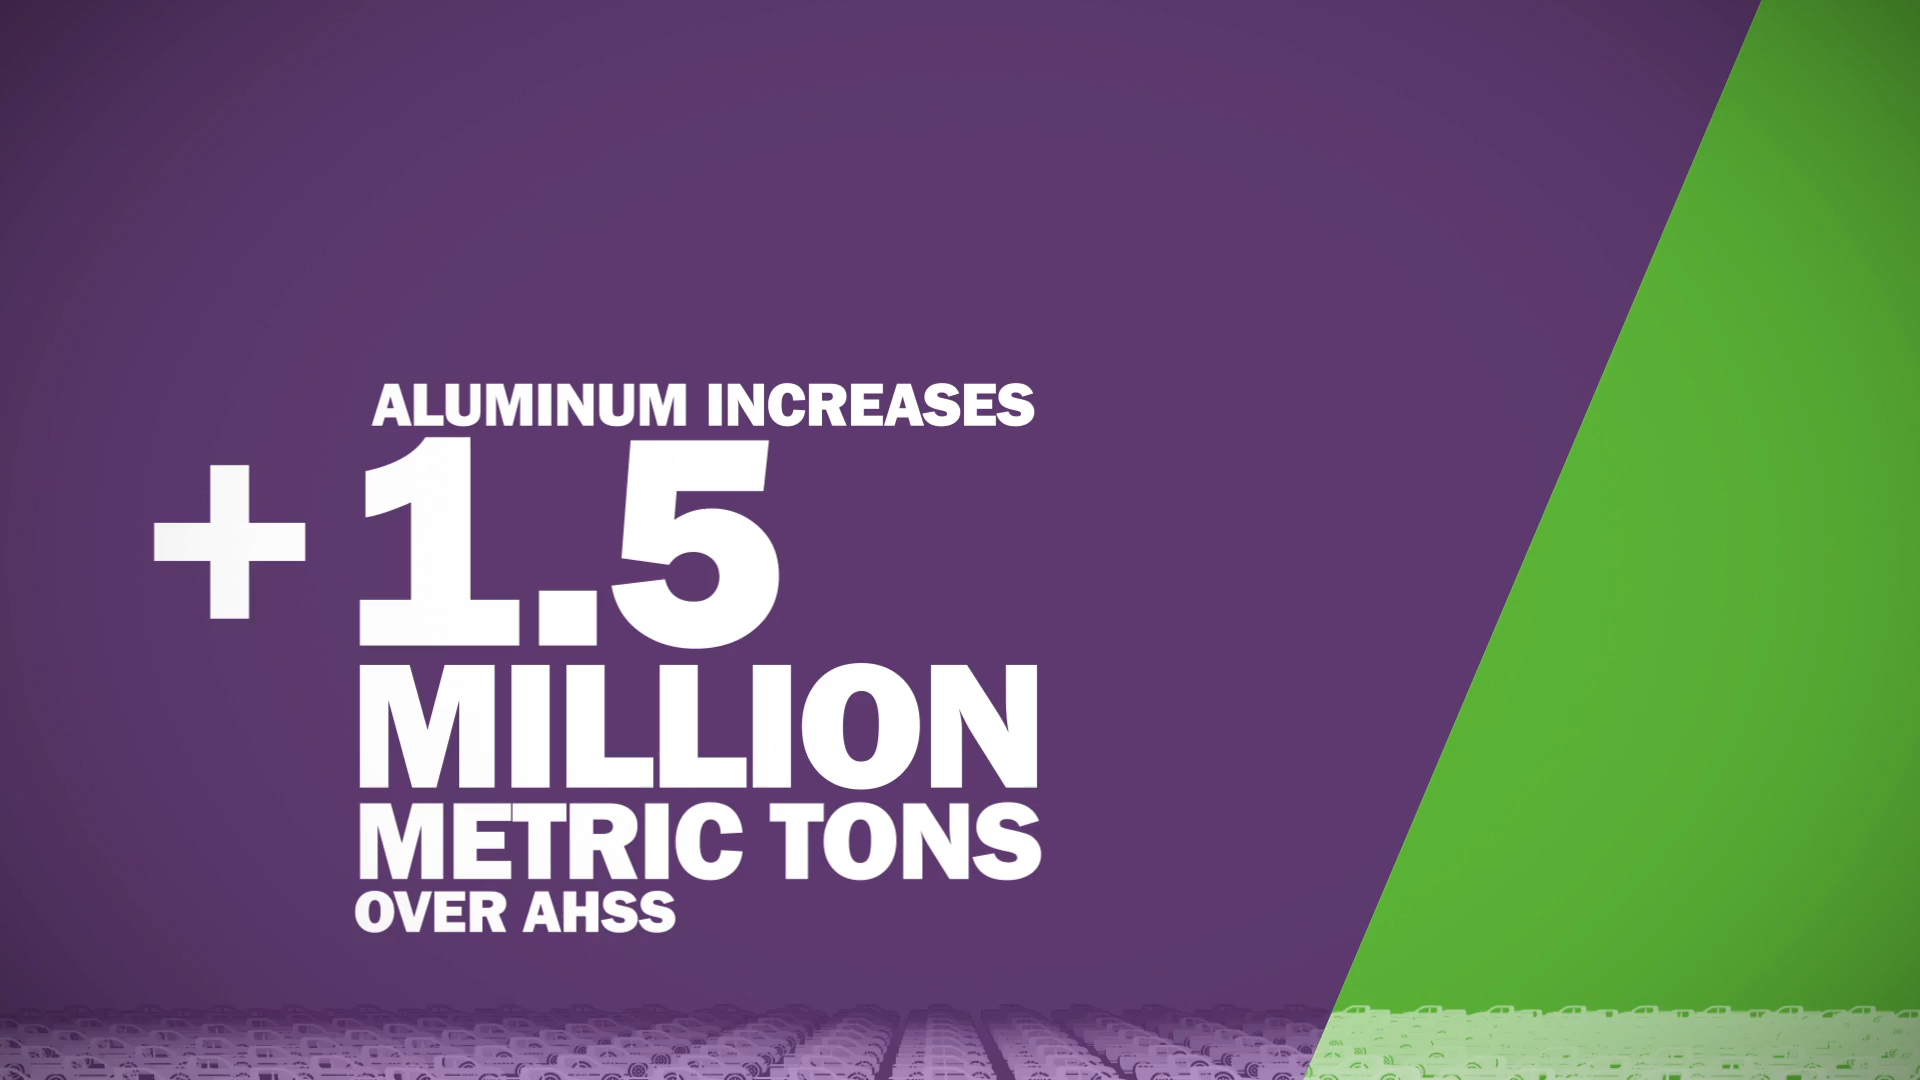 ALUMINUM INCREASES
+1.5
MILLION
METRIC TONS
OVER AHSS